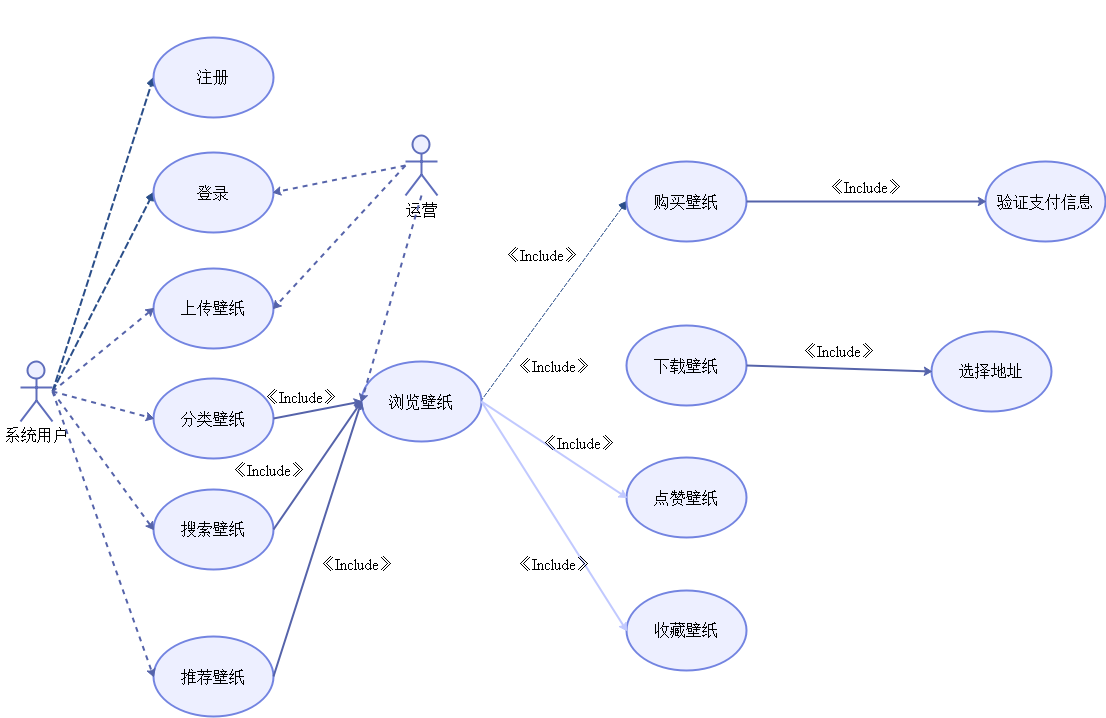 注册
登录
运营
购买壁纸
《Include》
验证支付信息
《Include》
上传壁纸
系统用户
分类壁纸
《Include》
浏览壁纸
《Include》
下载壁纸
《Include》
选择地址
《Include》
搜索壁纸
《Include》
点赞壁纸
《Include》
《Include》
收藏壁纸
推荐壁纸